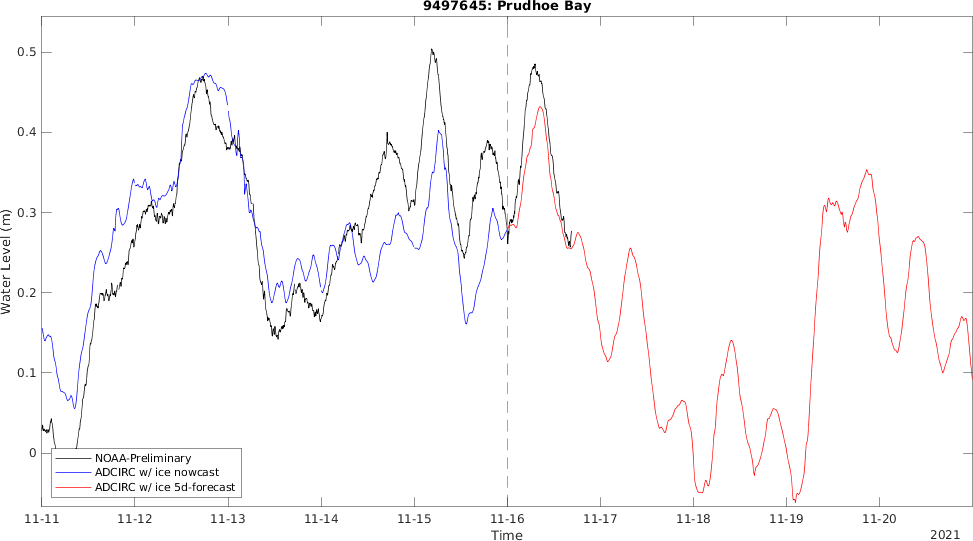 9497645: Prudhoe Bay
Water Level (m)
0.5
0.4
0.3
0.2
0.1
0
NOAA-Preliminary
ADCIRC w/ ice nowcast
ADCIRC w/ ice 5d-forecast
11-11 11-12 11-13 11-14 11-15 11-16 11-17 11-18 11-19 11-20
Time
2021